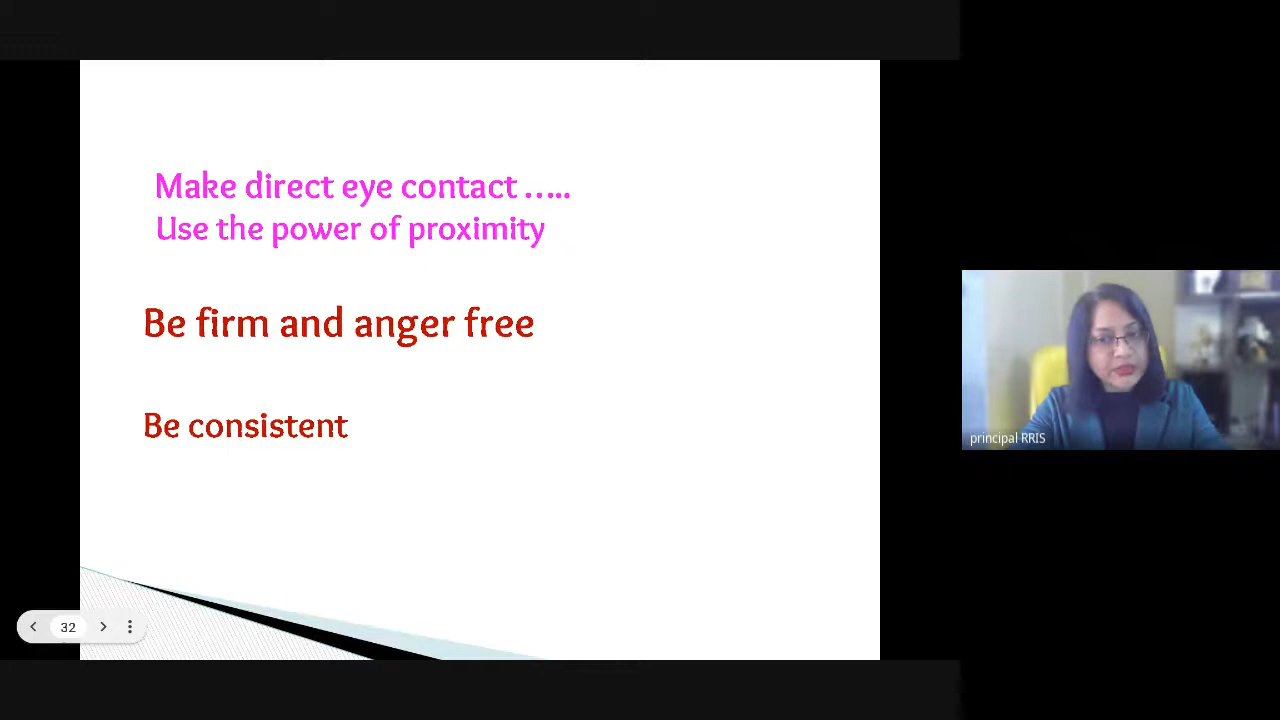 Make direct eye contact …..
Use the power of proximity
Be firm and anger free
Be consistent
principal RRIS
32